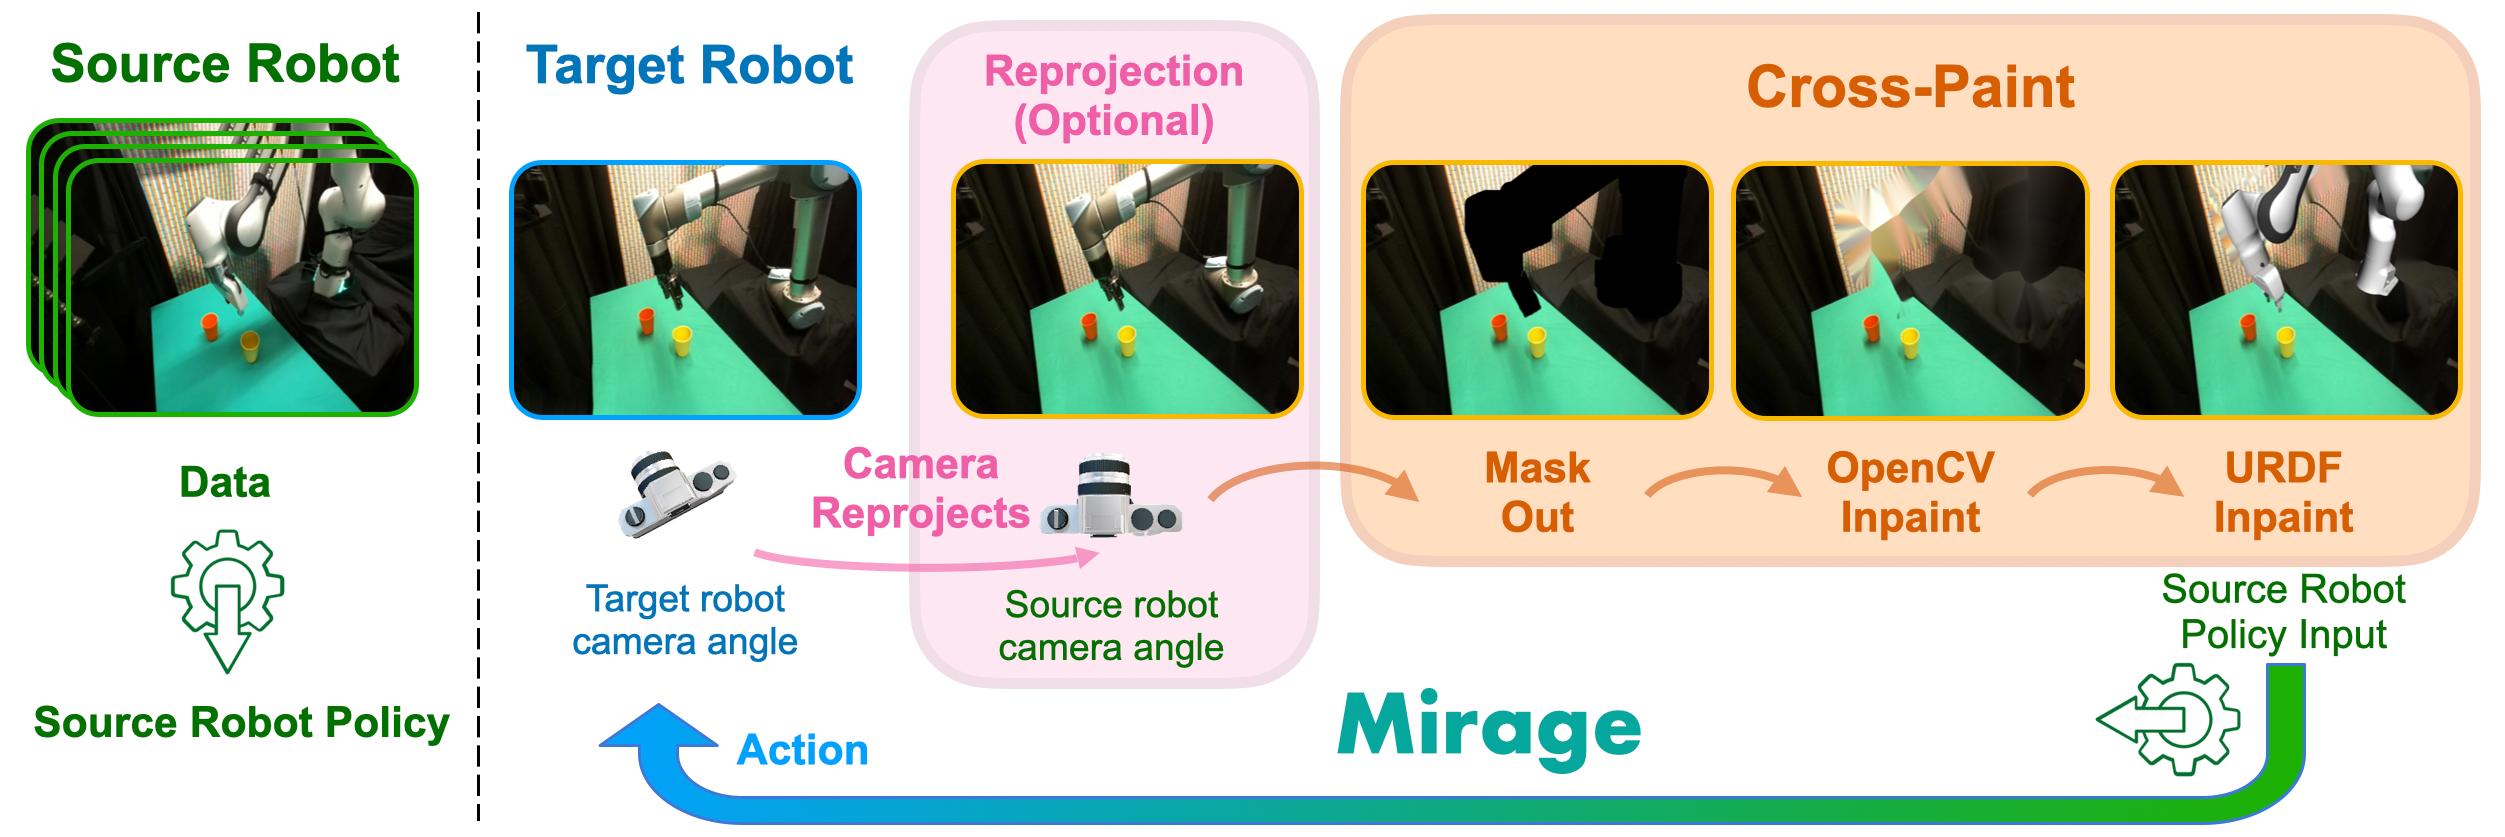 Source Robot
Data
Source Robot Policy
Target Robot
Target robot
camera angle
Camera
Reprojects
Reprojection
(Optional)
Source robot
camera angle
Cross-Paint
Mask
Out
OpenCV
Inpaint
URDF
Inpaint
Source Robot
Policy Input
Action
Mirage